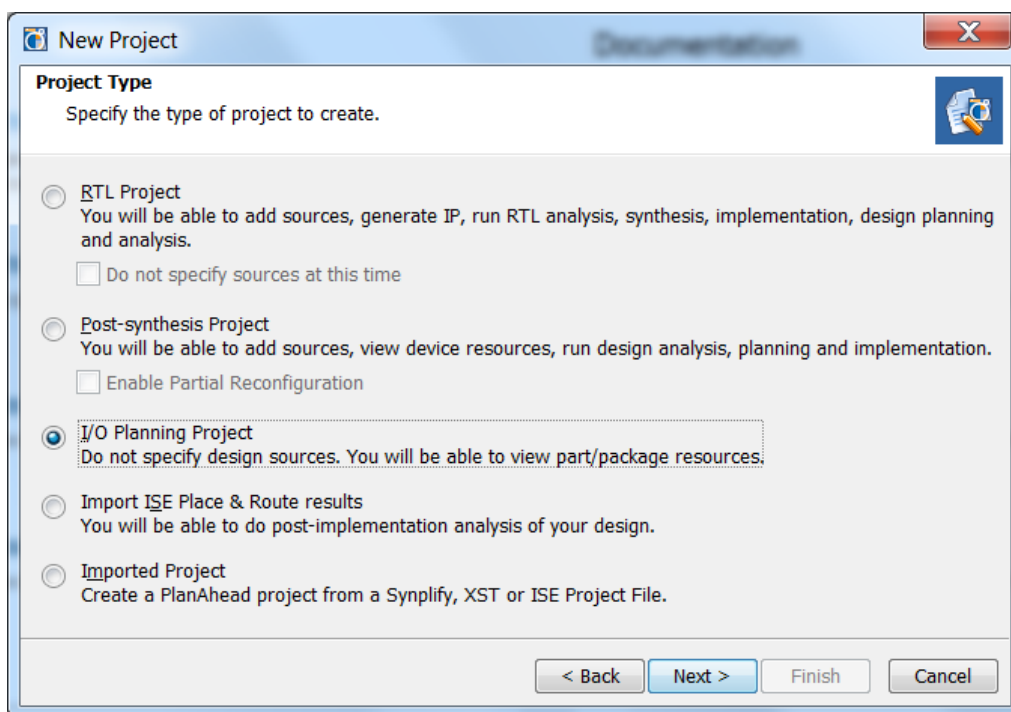 New Project
Documentation
Project Type
Specify the type of project to create.
RTL Project
You will be able to add sources, generate IP, run RTL analysis, synthesis, implementation, design planning
and analysis.
Do not specify sources at this time
Post-synthesis Project
You will be able to add sources, view device resources, run design analysis, planning and implementation.
Enable Partial Reconfiguration
I/O Planning Project
Do not specify design sources. You will be able to view part/package resources.
Import ISE Place & Route results
You will be able to do post-implementation analysis of your design.
Imported Project
Create a PlanAhead project from a Synplify, XST or ISE Project File.
< Back Next > Finish Cancel